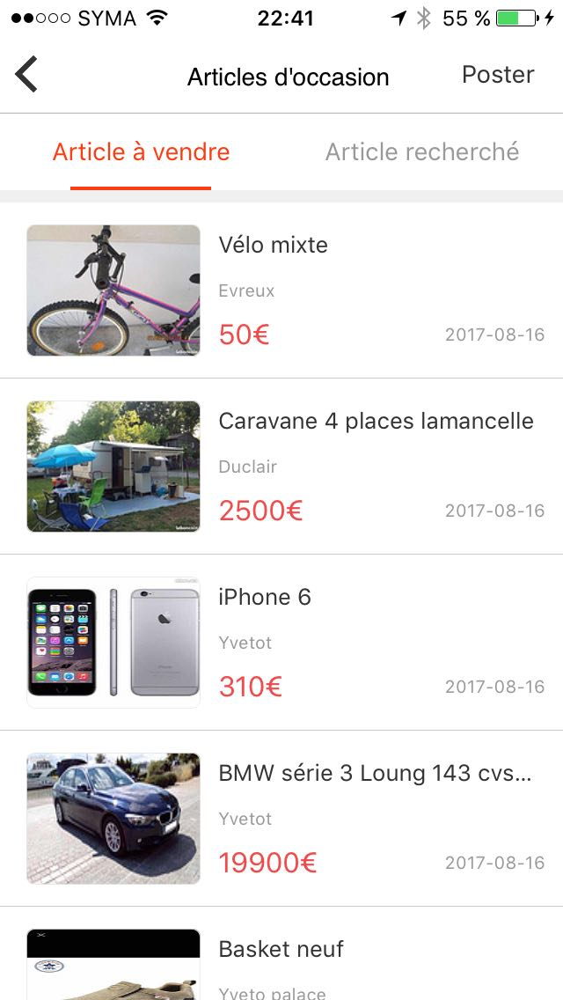 SYMA 22:41 55 %
Articles d'occasion Poster
Article à vendre Article recherché
Vélo mixte
Evreux
50€ 2017-08-16
Caravane 4 places lamancelle
Duclair
2500€ 2017-08-16
iPhone 6
Yvetot
310€ 2017-08-16
BMW série 3 Loung 143 cvs...
Yvetot
19900€ 2017-08-16
Basket neuf
Yveto palace